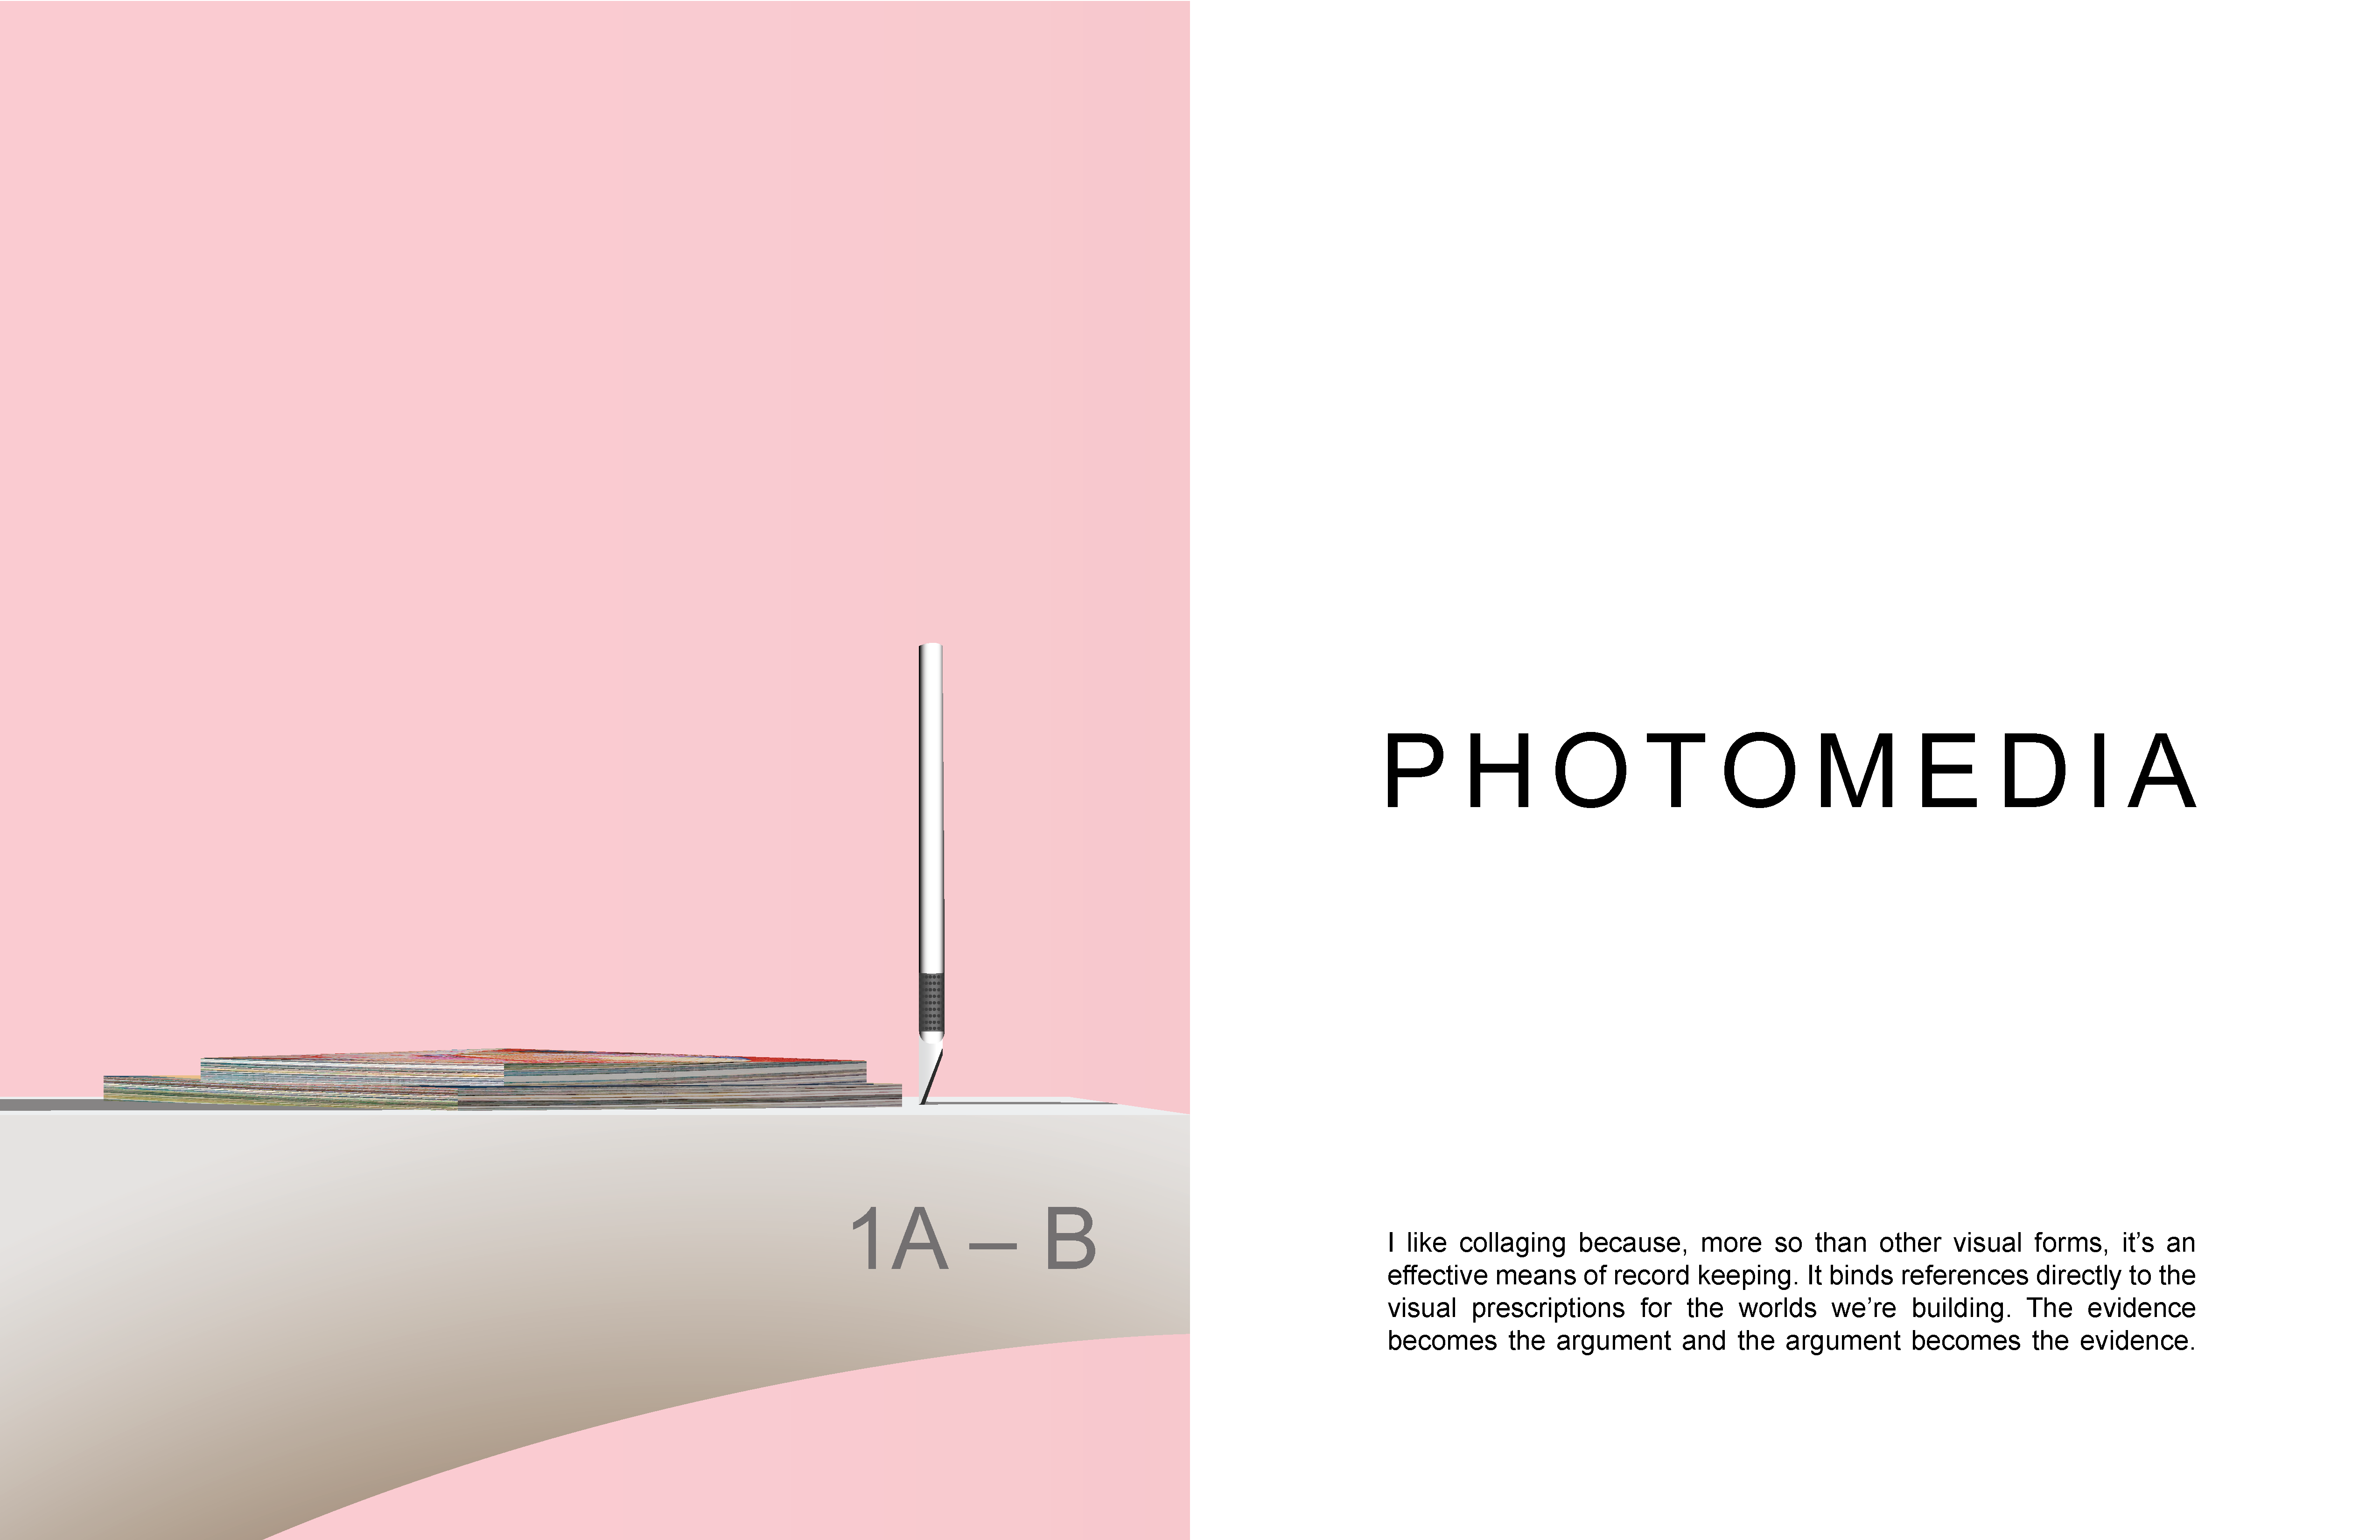 1A – B
PHOTOMEDIA
I like collaging because, more so than other visual forms, it’s an
effective means of record keeping. It binds references directly to the
visual prescriptions for the worlds we’re building. The evidence
becomes the argument and the argument becomes the evidence.